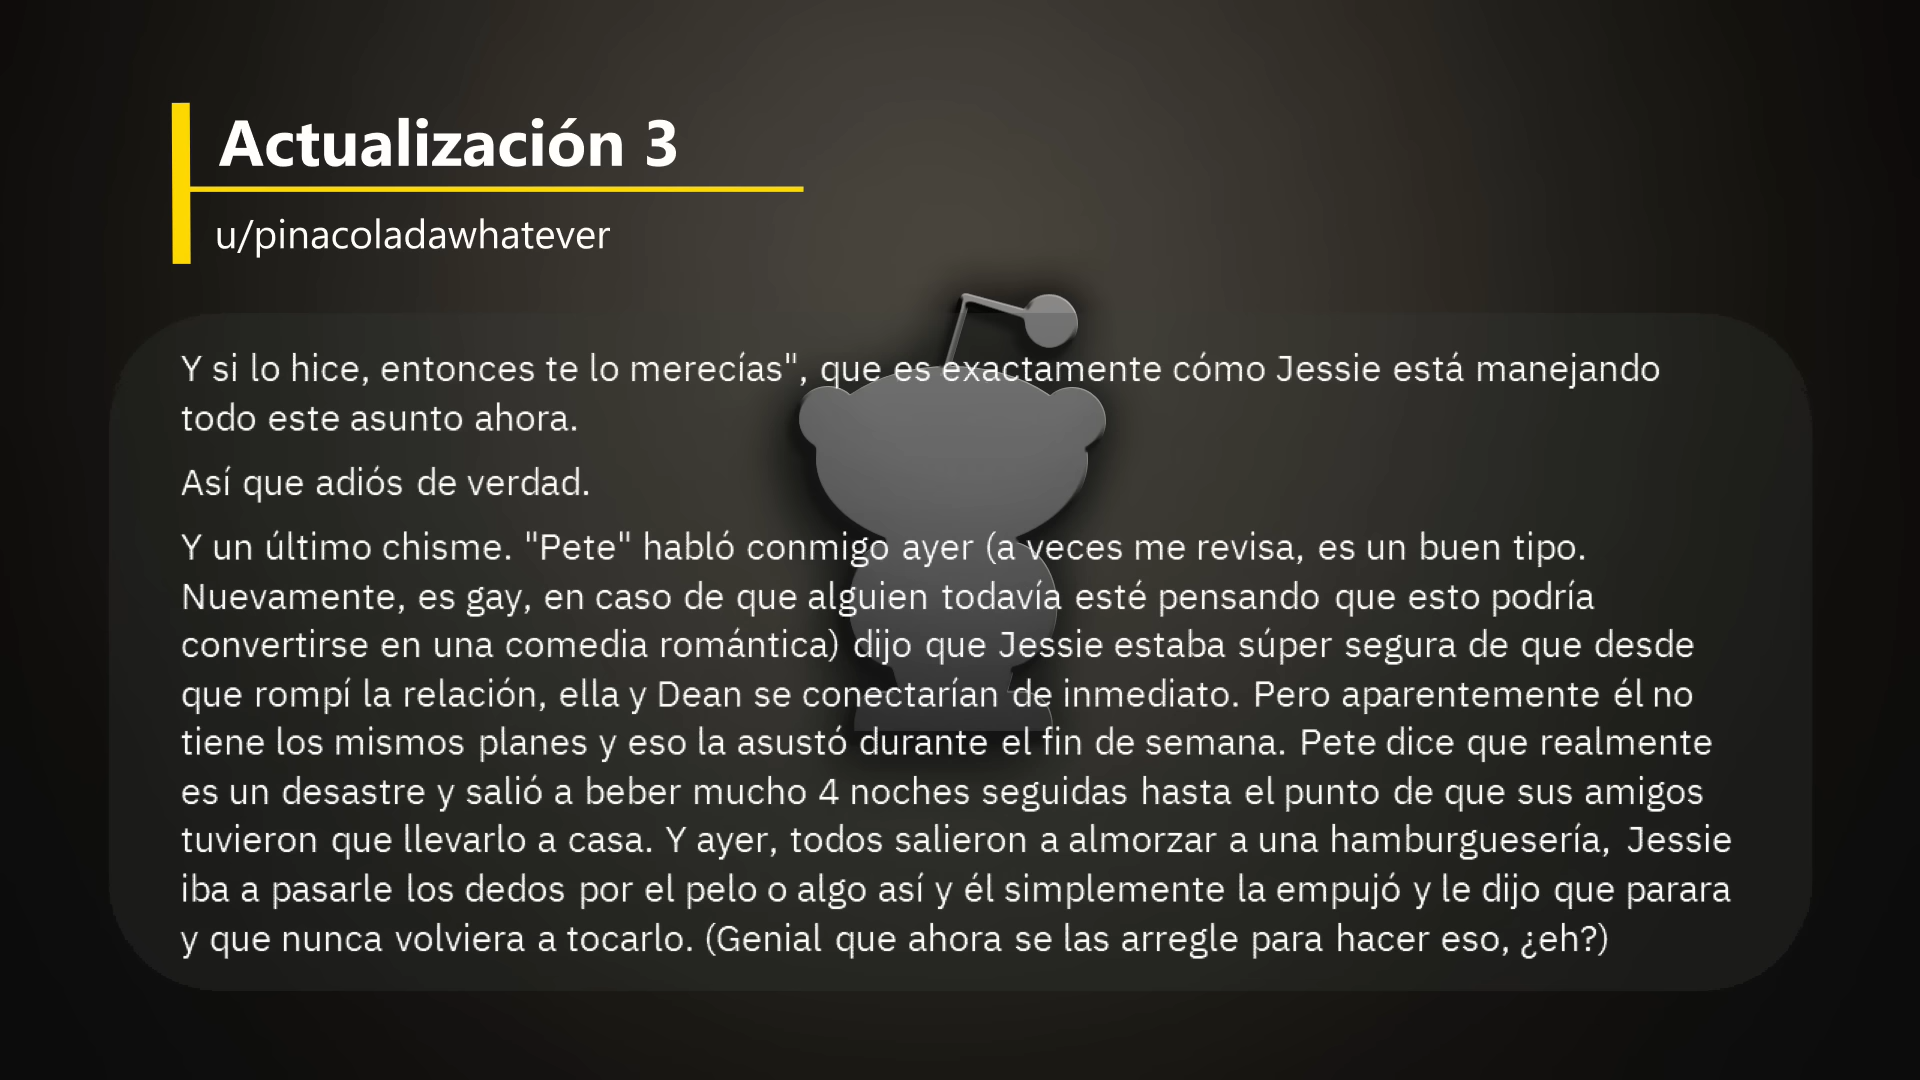 Actualización 3
u/pinacoladawhatever
Y si lo hice, entonces te lo merecías", que es exactamente cómo Jessie está manejando
todo este asunto ahora.
Así que adiós de verdad.
Y un último chisme. "Pete" habló conmigo ayer (a veces me revisa, es un buen tipo.
Nuevamente, es gay, en caso de que alguien todavía esté pensando que esto podría
convertirse en una comedia romántica) dijo que Jessie estaba súper segura de que desde
que rompí la relación, ella y Dean se conectarían de inmediato. Pero aparentemente él no
tiene los mismos planes y eso la asustó durante el fin de semana. Pete dice que realmente
es un desastre y salió a beber mucho 4 noches seguidas hasta el punto de que sus amigos
tuvieron que llevarlo a casa. Y ayer, todos salieron a almorzar a una hamburguesería, Jessie
iba a pasarle los dedos por el pelo o algo así y él simplemente la empujó y le dijo que parara
y que nunca volviera a tocarlo. (Genial que ahora se las arregle para hacer eso, ¿eh?)